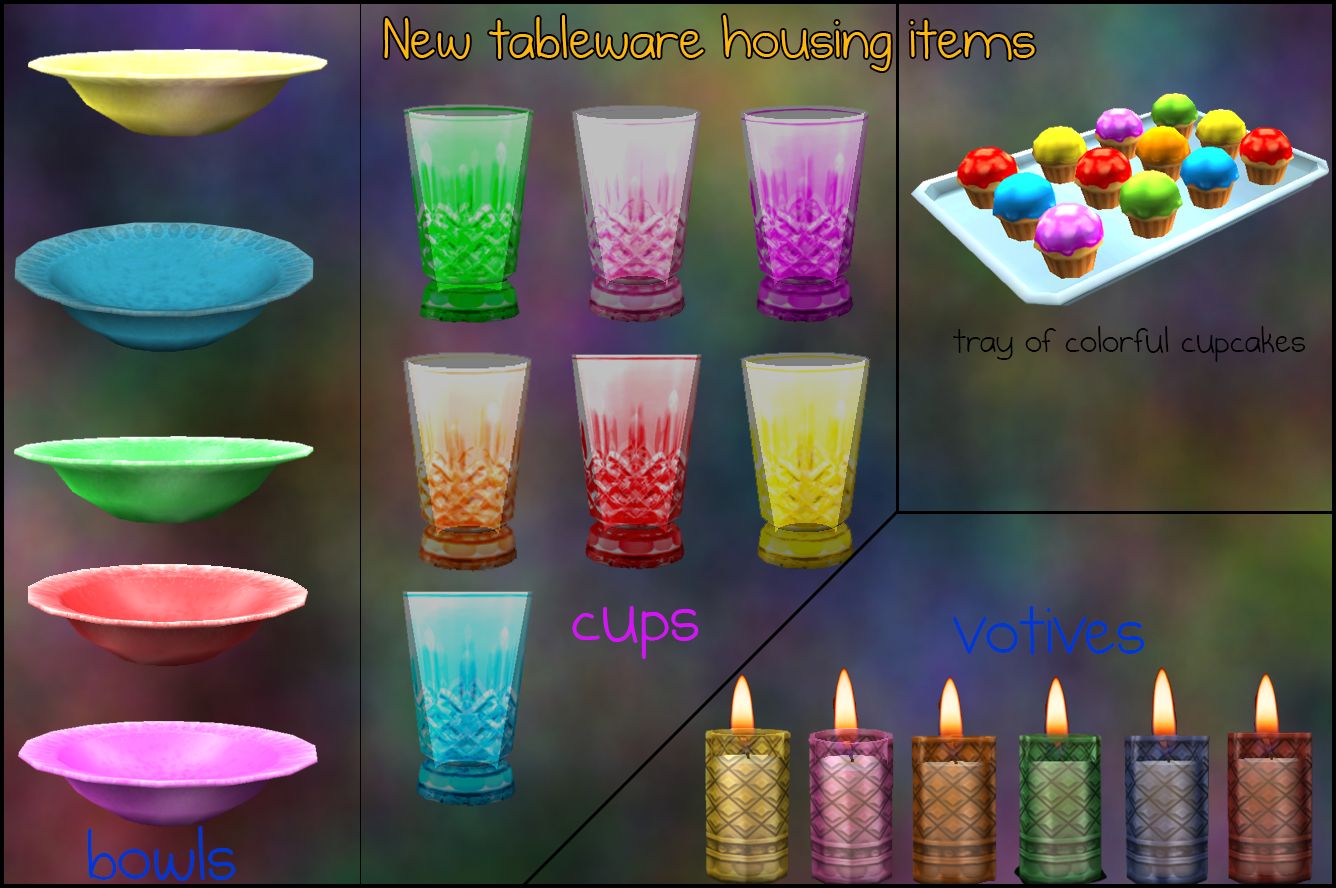 New tableware housing items
tray of colorful cupcakes
cups
votives
bowls